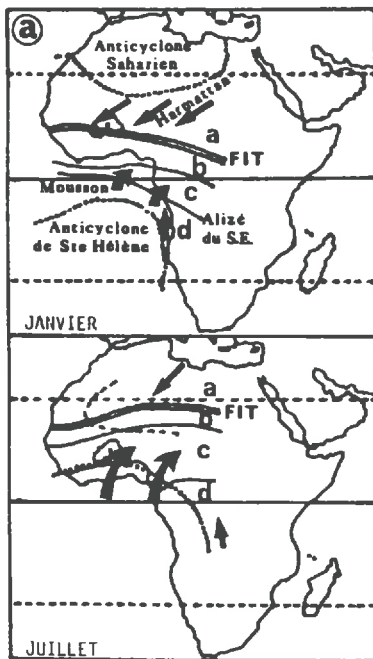 a
Anticyclone
Saharien
Harmattan
a
FIT
b
Mousson
c
Alizé
du S.E.
Anticyclone
de Ste Hélène
d
JANVIER
a
FIT
b
c
d
JUILLET